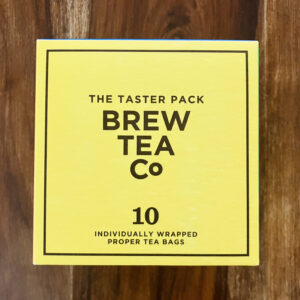 THE TASTER PACK
BREW
TEA
Co
10
INDIVIDUALLY WRAPPED
PROPER TEA BAGS